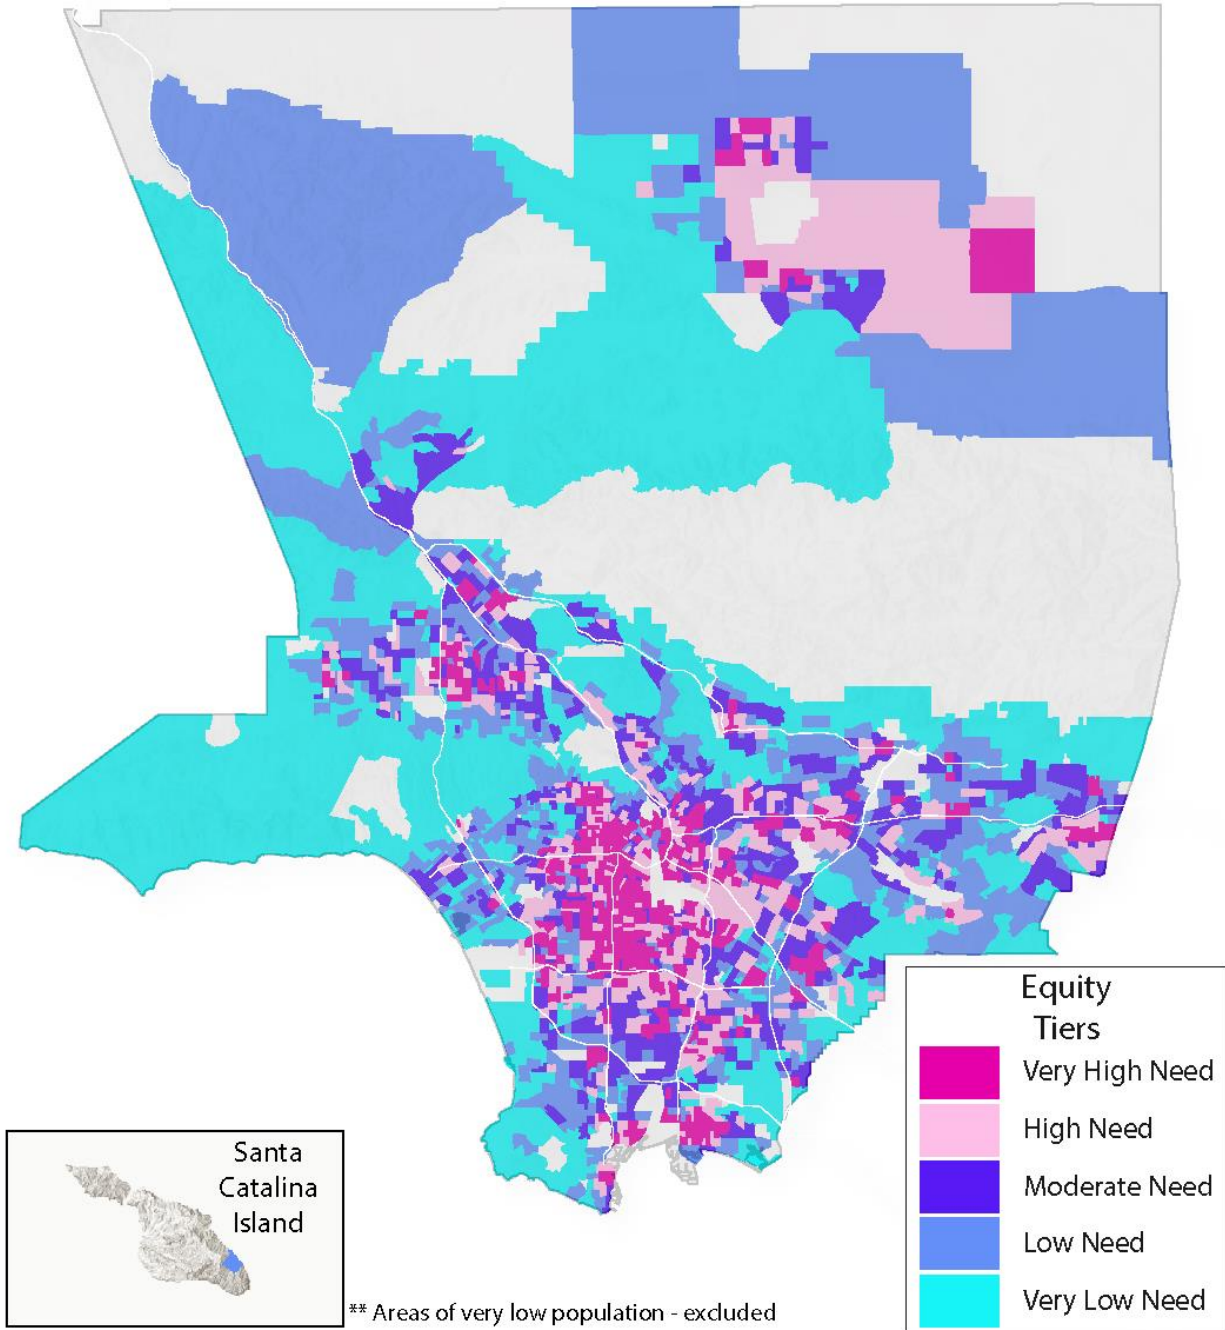 Equity
Tiers
Very High Need
High Need
Moderate Need
Low Need
Very Low Need
Santa
Catalina
Island
** Areas of very low population - excluded